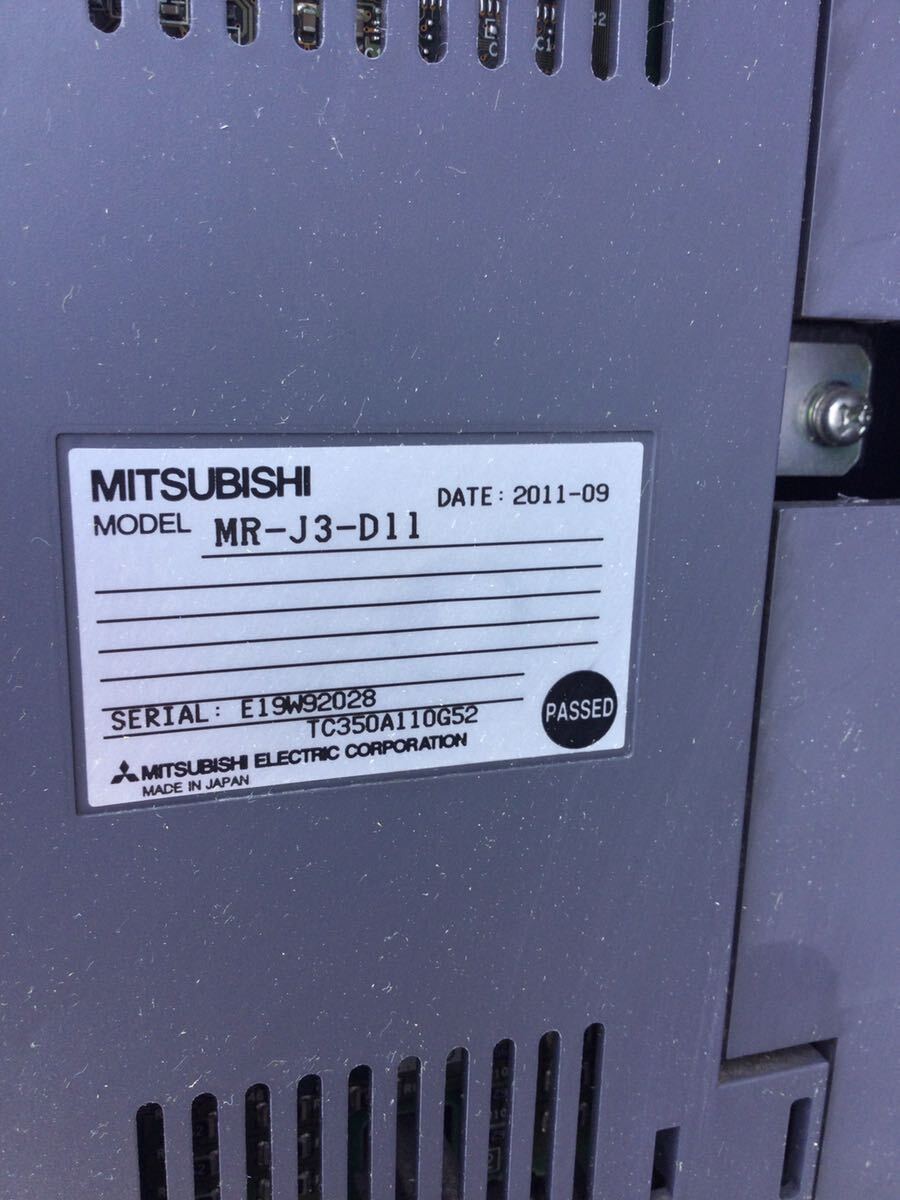 MITSUBISHI
DATE: 2011-09
MODEL MR-J3-D11
SERIAL: E19W92028
TC350A110G52
PASSED
MITSUBISHI ELECTRIC CORPORATION
MADE IN JAPAN